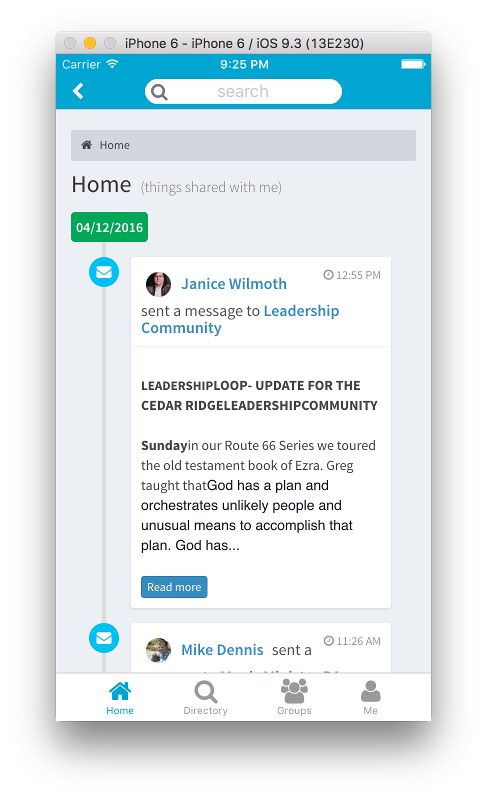 iPhone 6 - iPhone 6 / iOS 9.3 (13E230)
Carrier 9:25 PM
search
Home
Home (things shared with me)
04/12/2016
12:55 PM
Janice Wilmoth
sent a message to Leadership
Community
LEADERSHIPLOOP- UPDATE FOR THE
CEDAR RIDGELEADERSHIPCOMMUNITY
Sundayin our Route 66 Series we toured
the old testament book of Ezra. Greg
taught thatGod has a plan and
orchestrates unlikely people and
unusual means to accomplish that
plan. God has...
Read more
11:26 AM
Mike Dennis sent a
Home Directory Groups Me